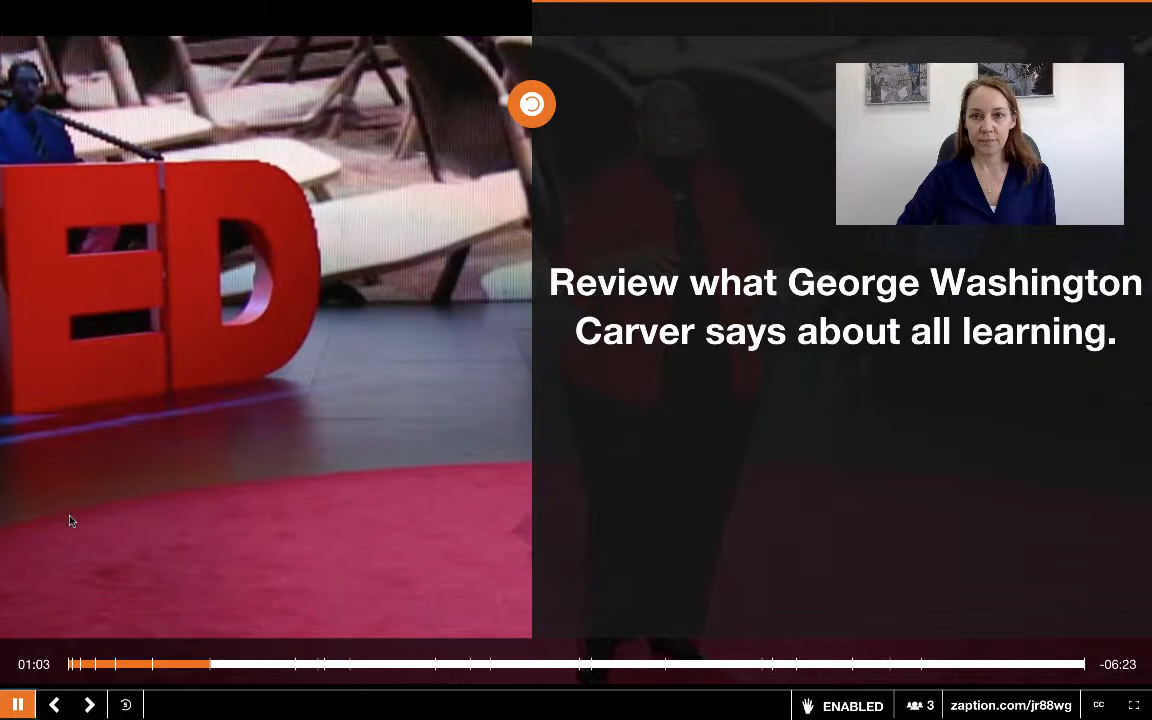 ED
Review what George Washington
Carver says about all learning.
01:03
-06:23
5
ENABLED
3
zaption.com/jr88wg
CC